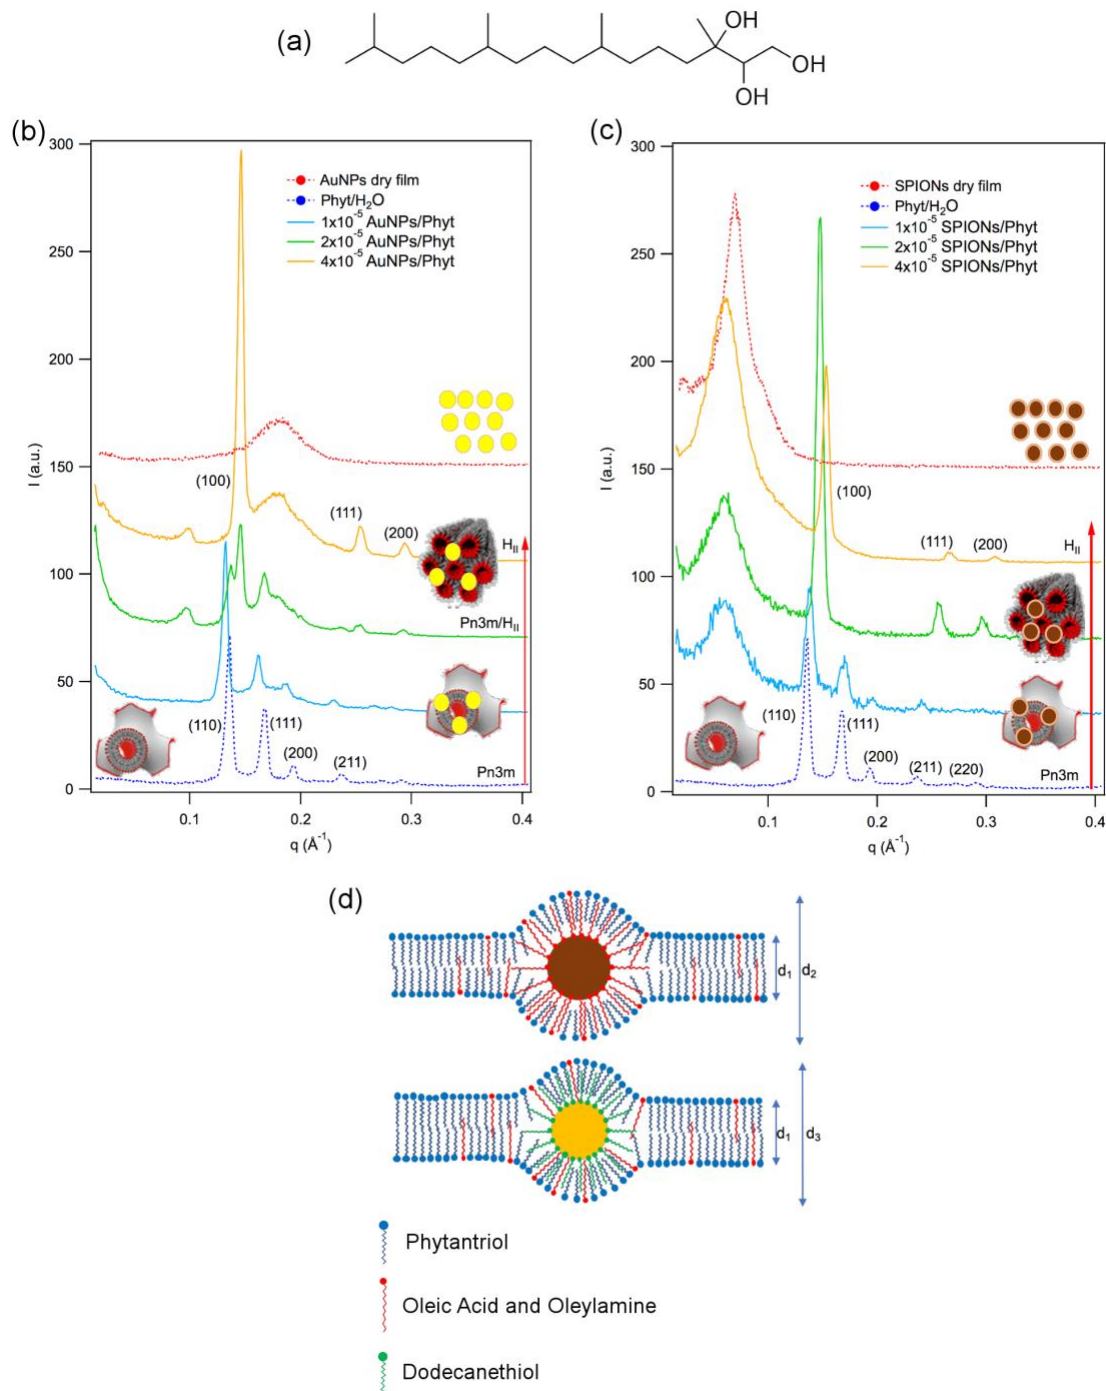 (a)
OH
OH
OH
(b)
300
250
200
150
100
50
0
I (a.u.)
AuNPs dry film
Phyt/H₂O
1x10⁻⁵ AuNPs/Phyt
2x10⁻⁵ AuNPs/Phyt
4x10⁻⁵ AuNPs/Phyt
(100)
(111)
(200)
H_II
Pn3m/H_II
(110)
(111)
(200)
(211)
Pn3m
0.1
0.2
0.3
0.4
q (Å⁻¹)
(c)
300
250
200
150
100
50
0
I (a.u.)
SPIONs dry film
Phyt/H₂O
1x10⁻⁵ SPIONs/Phyt
2x10⁻⁵ SPIONs/Phyt
4x10⁻⁵ SPIONs/Phyt
(100)
(111)
(200)
H_II
(110)
(111)
(200)
(211)
(220)
Pn3m
0.1
0.2
0.3
0.4
q (Å⁻¹)
(d)
d₁
d₂
d₁
d₃
Phytantriol
Oleic Acid and Oleylamine
Dodecanethiol